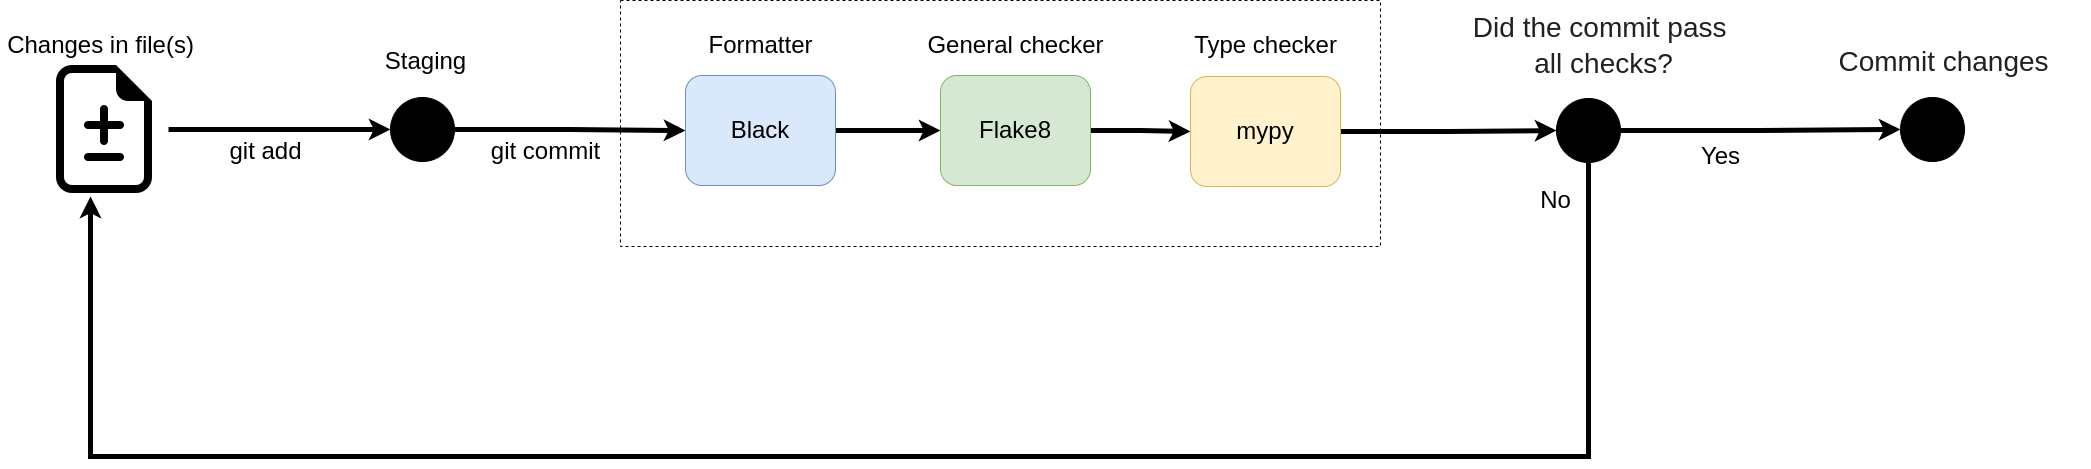 Changes in file(s)
git add
Staging
git commit
Formatter
Black
General checker
Flake8
Type checker
mypy
Did the commit pass
all checks?
No
Yes
Commit changes